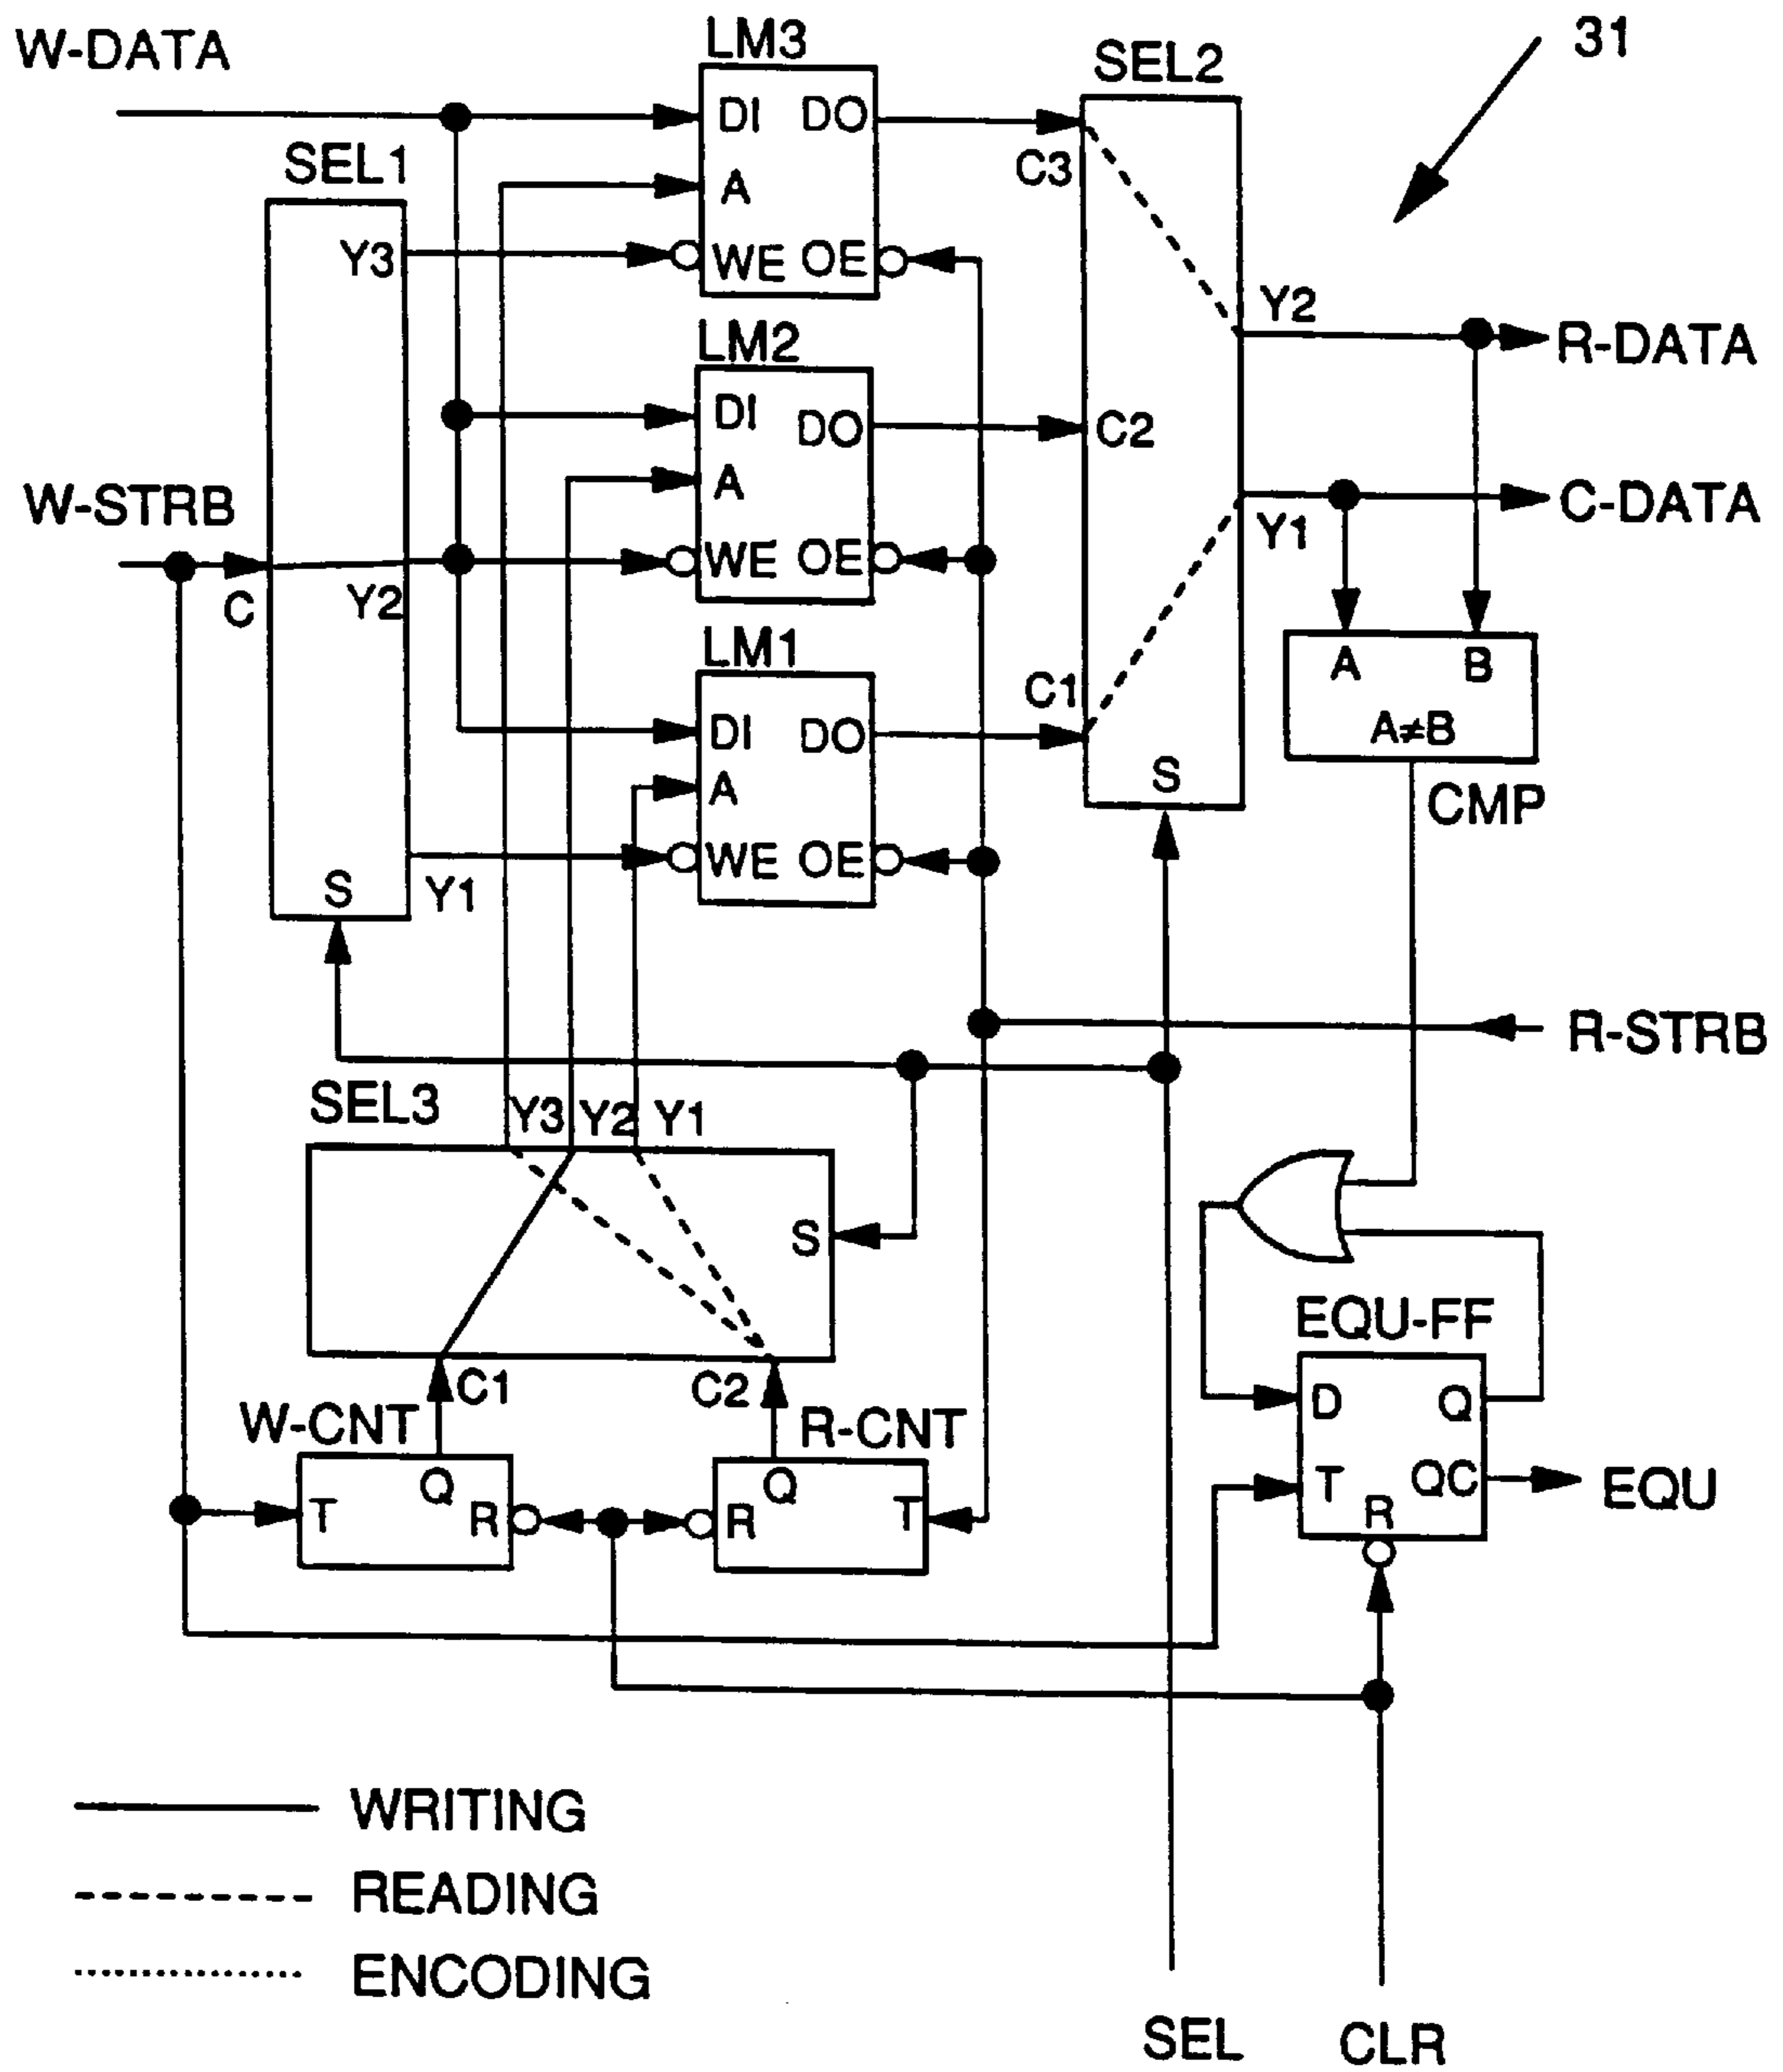 W-DATA
LM3
SEL2
31
DI DO
SEL1
A
C3
Y3
WE OE
Y2
LM2
R-DATA
DI
DO
C2
A
W-STRB
C-DATA
Y1
WE OE
C
Y2
LM1
A B
C1
DI DO
A≠B
A
S
CMP
WE OE
S
Y1
R-STRB
SEL3
Y3 Y2 Y1
S
EQU-FF
C1
C2
D Q
W-CNT
R-CNT
Q
Q
T QC
EQU
T
R
R
T
R
WRITING
READING
ENCODING
SEL
CLR